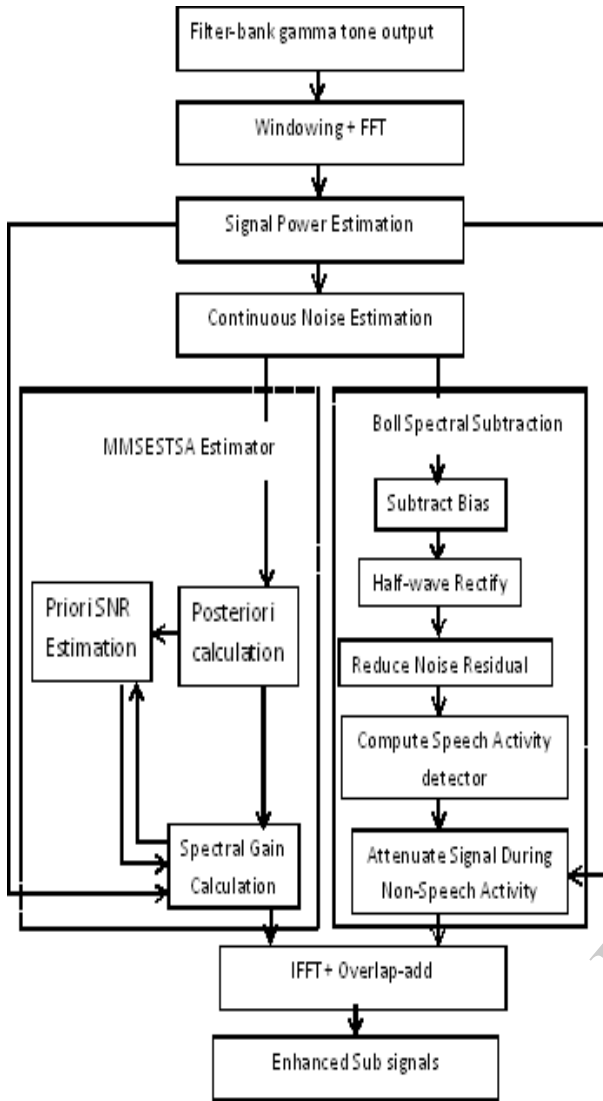 Filter-bank gamma tone output
Windowing + FFT
Signal Power Estimation
Continuous Noise Estimation
MMSESTSA Estimator
Priori SNR
Estimation
Posteriori
calculation
Spectral Gain
Calculation
Boll Spectral Subtraction
Subtract Bias
Half-wave Rectify
Reduce Noise Residual
Compute Speech Activity
detector
Attenuate Signal During
Non-Speech Activity
IFFT+ Overlap-add
Enhanced Sub signals